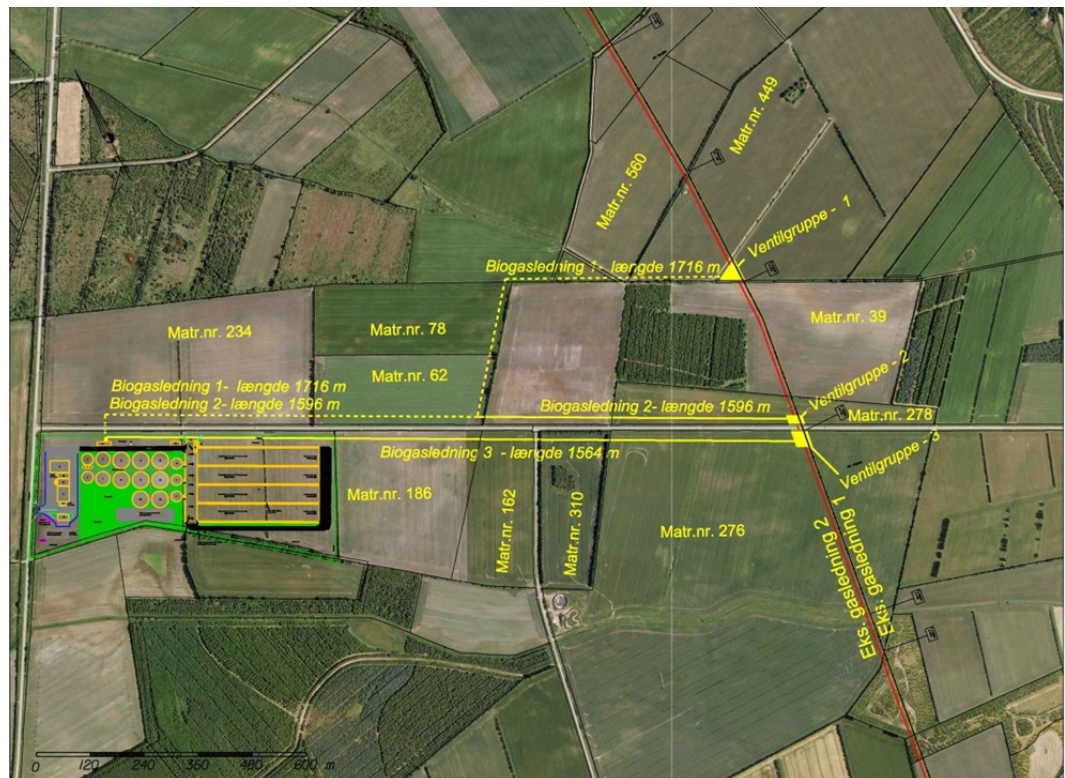 Matr.nr. 449
Matr.nr. 560
Ventilgruppe - 1
Biogasledning 1- længde 1716 m
Matr.nr. 234
Matr.nr. 78
Matr.nr. 39
Matr.nr. 62
Biogasledning 1- længde 1716 m
Biogasledning 2- længde 1596 m
Biogasledning 2- længde 1596 m
Ventilgruppe - 2
Matr.nr. 278
Biogasledning 3 - længde 1564 m
Ventilgruppe - 3
Matr.nr. 186
Matr.nr. 162
Matr.nr. 310
Matr.nr. 276
Eks. gasledning 2
Eks. gasledning 1
0 120 240 360 480 600 m